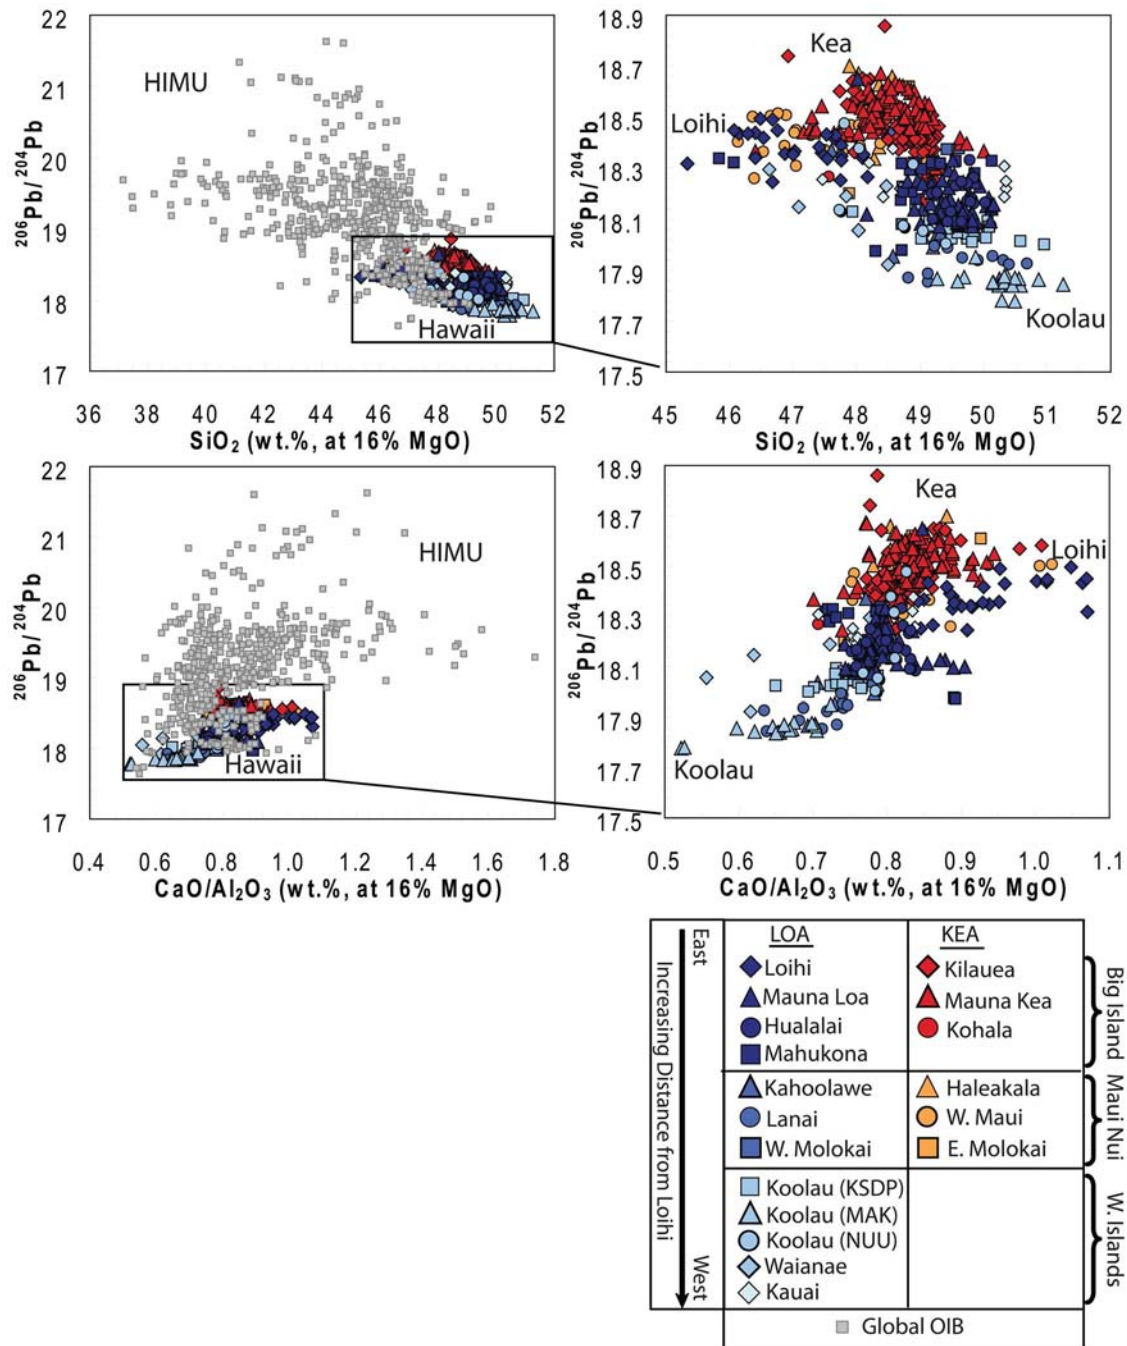 22
21
20
19
18
17
²⁰⁶Pb/²⁰⁴Pb
HIMU
Hawaii
36 38 40 42 44 46 48 50 52
SiO₂ (wt.%, at 16% MgO)
18.9
18.7
18.5
18.3
18.1
17.9
17.7
17.5
²⁰⁶Pb/²⁰⁴Pb
Kea
Loihi
Koolau
45 46 47 48 49 50 51 52
SiO₂ (wt.%, at 16% MgO)
22
21
20
19
18
17
²⁰⁶Pb/²⁰⁴Pb
HIMU
Hawaii
0.4 0.6 0.8 1.0 1.2 1.4 1.6 1.8
CaO/Al₂O₃ (wt.%, at 16% MgO)
18.9
18.7
18.5
18.3
18.1
17.9
17.7
17.5
²⁰⁶Pb/²⁰⁴Pb
Kea
Loihi
Koolau
0.5 0.6 0.7 0.8 0.9 1.0 1.1
CaO/Al₂O₃ (wt.%, at 16% MgO)
East
Increasing Distance from Loihi
West
LOA
Loihi
Mauna Loa
Hualalai
Mahukona
KEA
Kilauea
Mauna Kea
Kohala
Big Island
Kahoolawe
Lanai
W. Molokai
Haleakala
W. Maui
E. Molokai
Maui Nui
Koolau (KSDP)
Koolau (MAK)
Koolau (NUU)
Waianae
Kauai
W. Islands
Global OIB